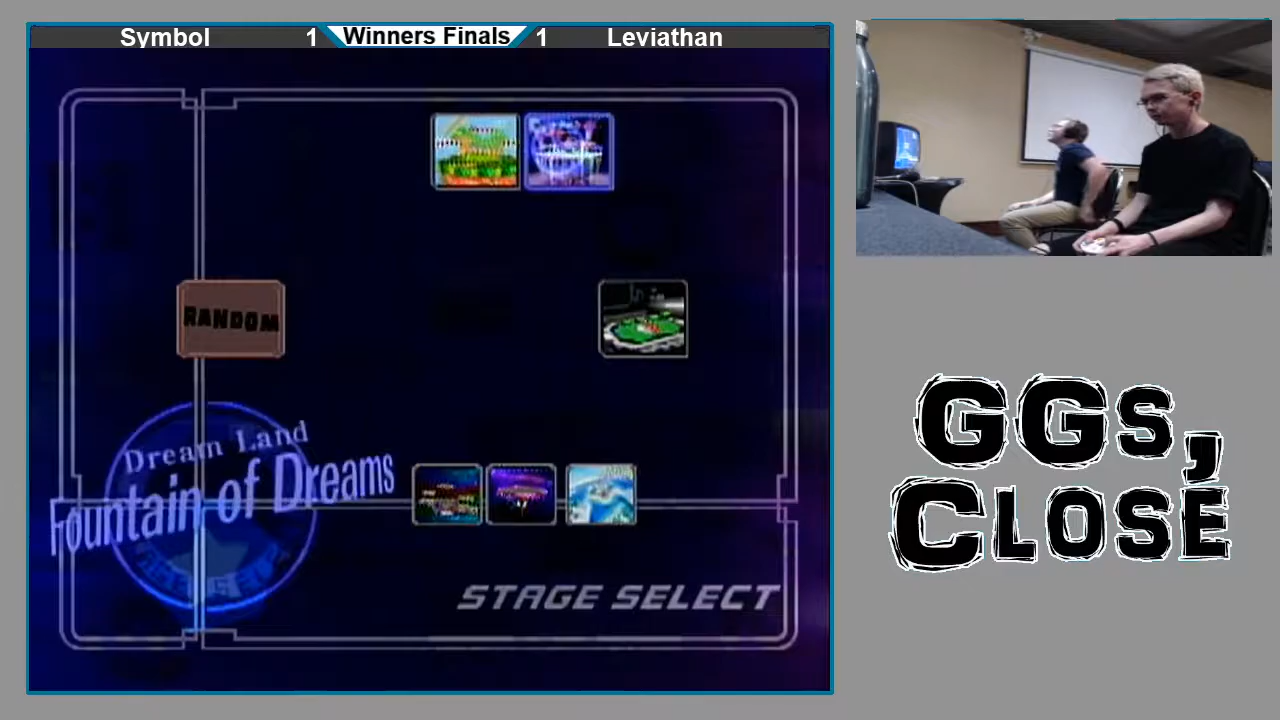 Symbol 1 Winners Finals 1 Leviathan
RANDOM
Dream Land
Fountain of Dreams
STAGE SELECT
GGs,
Close